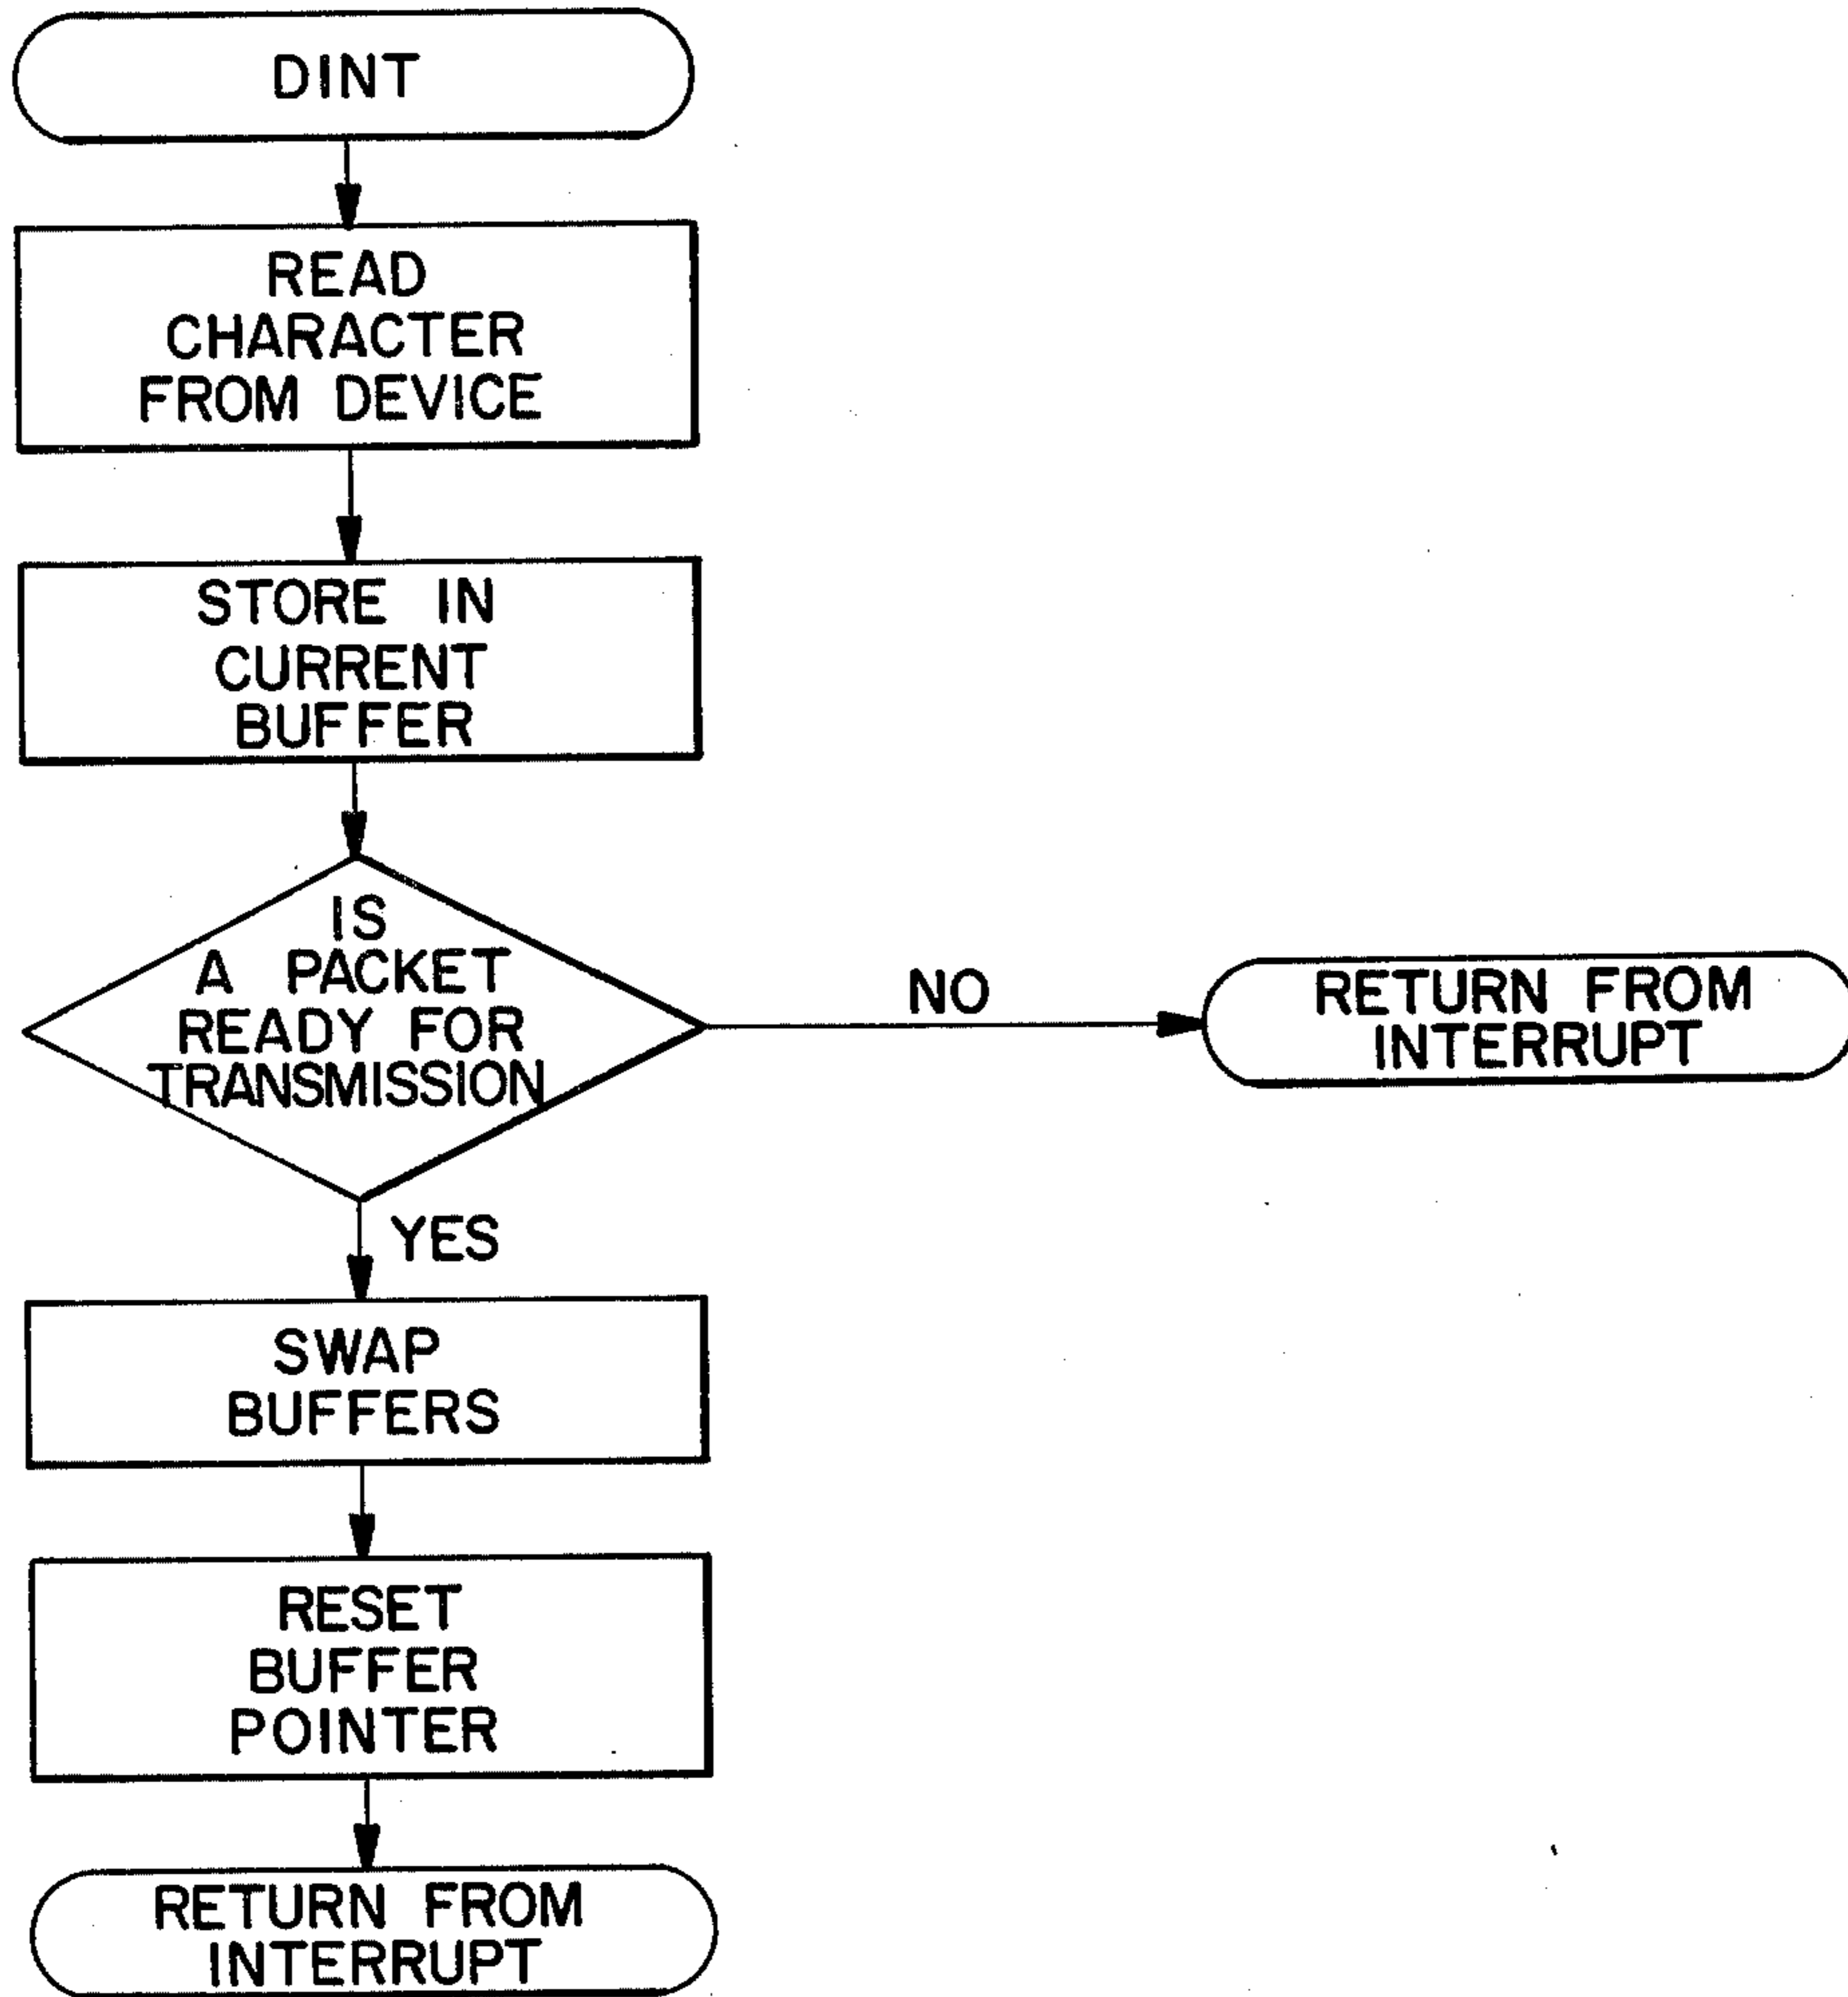 DINT
READ
CHARACTER
FROM DEVICE
STORE IN
CURRENT
BUFFER
IS
A PACKET
READY FOR
TRANSMISSION
NO
RETURN FROM
INTERRUPT
YES
SWAP
BUFFERS
RESET
BUFFER
POINTER
RETURN FROM
INTERRUPT